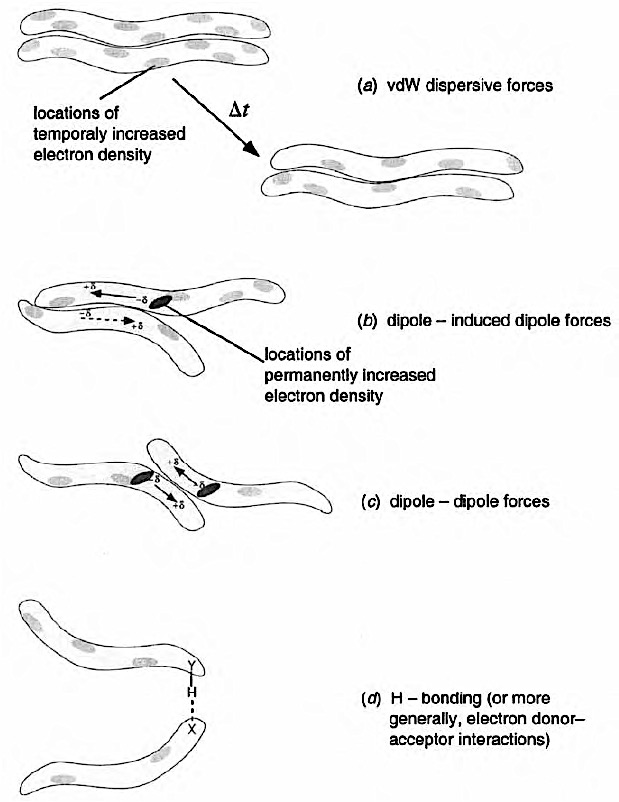 (a) vdW dispersive forces
locations of
temporaly increased
electron density
Δt
(b) dipole – induced dipole forces
+δ
–δ
–δ
+δ
locations of
permanently increased
electron density
(c) dipole – dipole forces
+δ
–δ
δ
+δ
(d) H – bonding (or more
generally, electron donor–
acceptor interactions)
Y
H
X